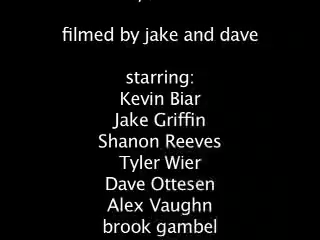 filmed by jake and dave
starring:
Kevin Biar
Jake Griffin
Shanon Reeves
Tyler Wier
Dave Ottesen
Alex Vaughn
brook gambel